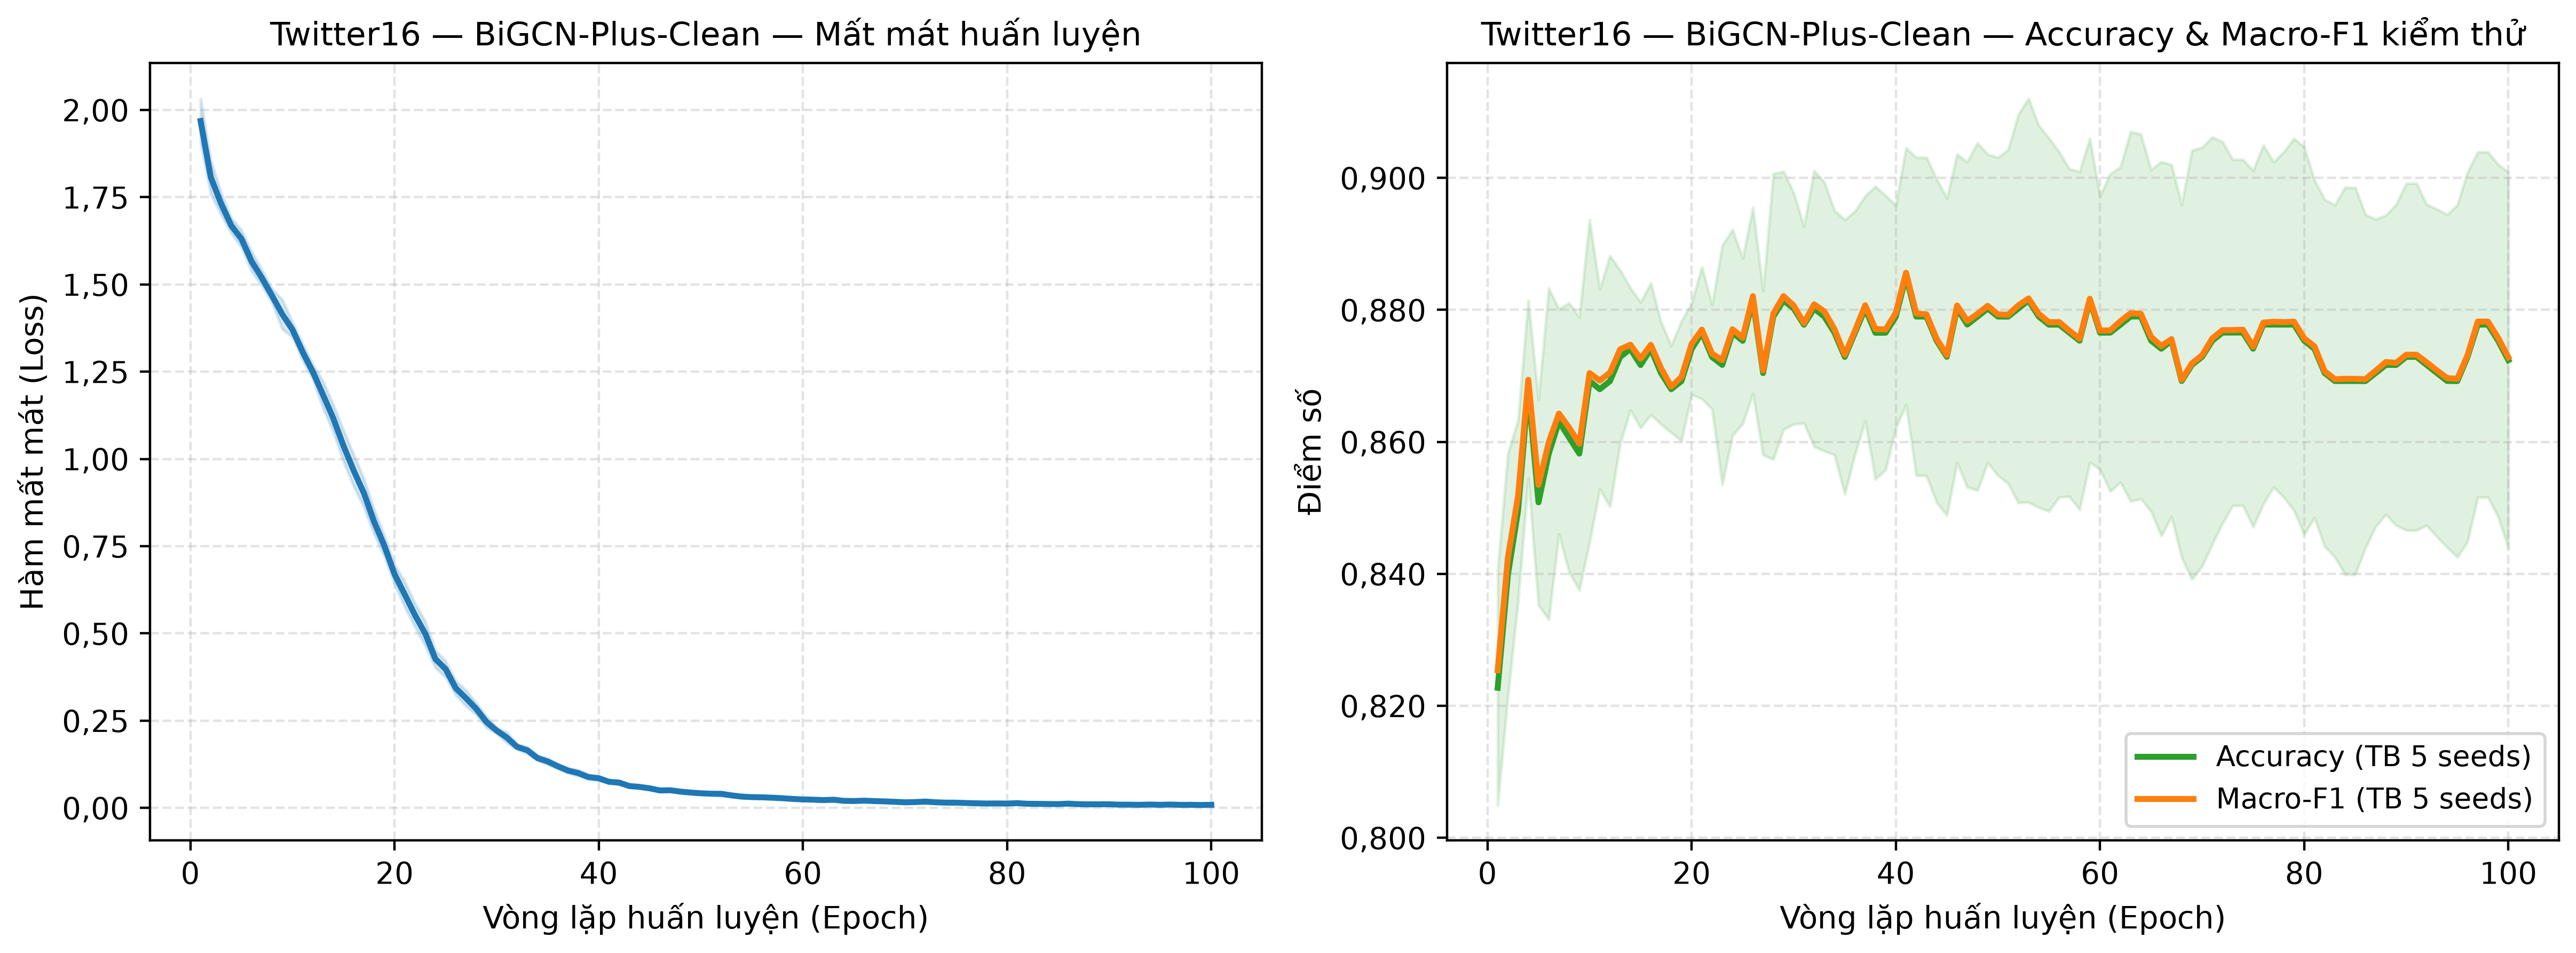 Twitter16 — BiGCN-Plus-Clean — Mất mát huấn luyện
Hàm mất mát (Loss)
2,00
1,75
1,50
1,25
1,00
0,75
0,50
0,25
0,00
0 20 40 60 80 100
Vòng lặp huấn luyện (Epoch)
Twitter16 — BiGCN-Plus-Clean — Accuracy & Macro-F1 kiểm thử
Điểm số
0,900
0,880
0,860
0,840
0,820
0,800
Accuracy (TB 5 seeds)
Macro-F1 (TB 5 seeds)
0 20 40 60 80 100
Vòng lặp huấn luyện (Epoch)